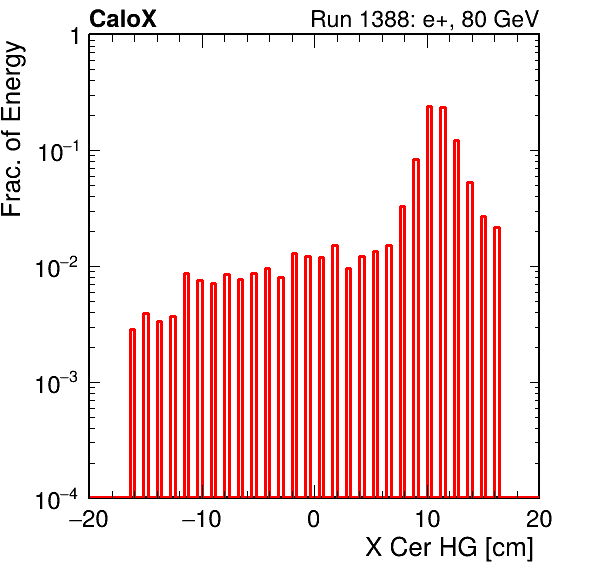 CaloX
Run 1388: e+, 80 GeV
Frac. of Energy
1
10⁻¹
10⁻²
10⁻³
10⁻⁴
−20
−10
0
10
20
X Cer HG [cm]